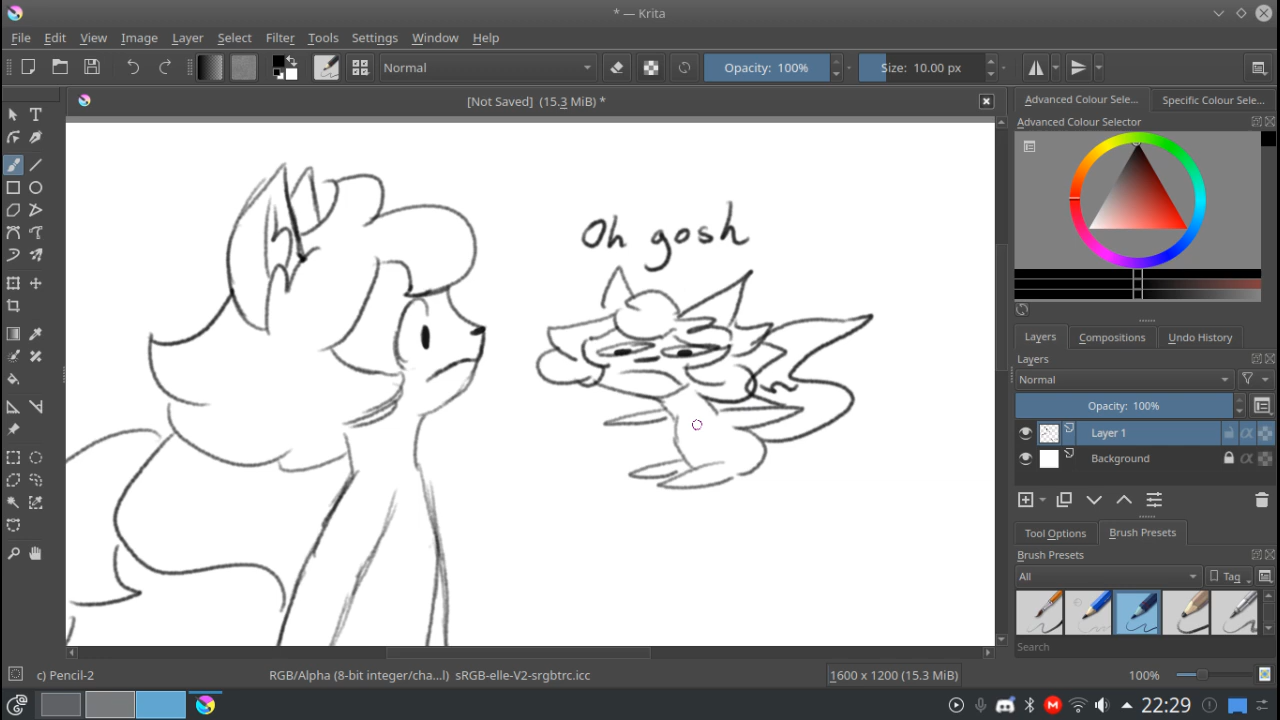 * — Krita
File Edit View Image Layer Select Filter Tools Settings Window Help
Normal
Opacity: 100%
Size: 10.00 px
[Not Saved] (15.3 MiB) *
Advanced Colour Sele...
Specific Colour Sele...
Advanced Colour Selector
Oh gosh
Layers
Compositions
Undo History
Layers
Normal
Opacity: 100%
Layer 1
Background
Tool Options
Brush Presets
Brush Presets
All
Tag
Search
c) Pencil-2
RGB/Alpha (8-bit integer/cha...l) sRGB-elle-V2-srgbtrc.icc
1600 x 1200 (15.3 MiB)
100%
22:29